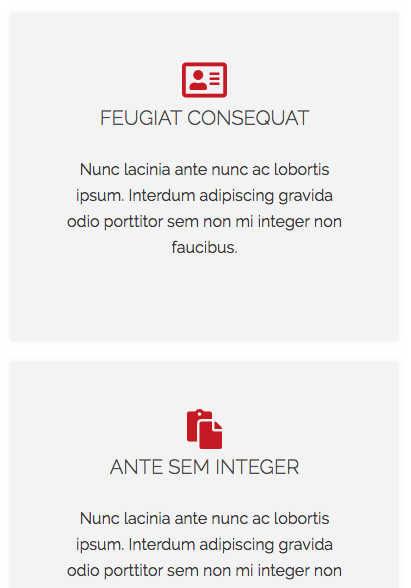 FEUGIAT CONSEQUAT
Nunc lacinia ante nunc ac lobortis
ipsum. Interdum adipiscing gravida
odio porttitor sem non mi integer non
faucibus.
ANTE SEM INTEGER
Nunc lacinia ante nunc ac lobortis
ipsum. Interdum adipiscing gravida
odio porttitor sem non mi integer non